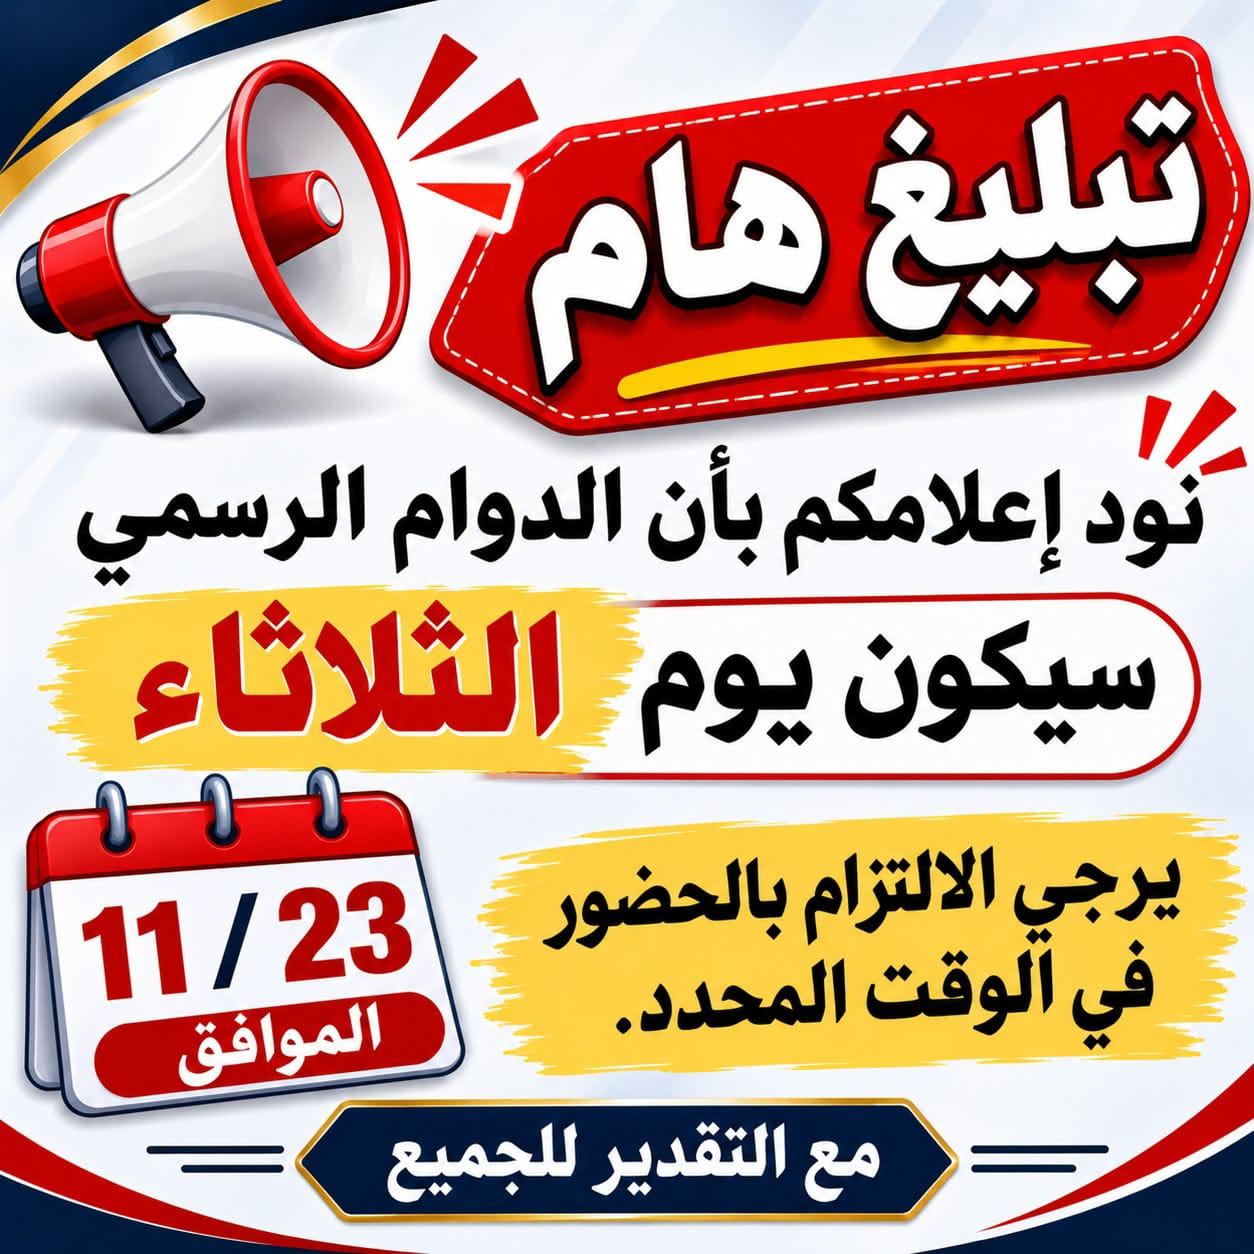 تبليغ هام
نود إعلامكم بأن الدوام الرسمي
سيكون يوم الثلاثاء
11 / 23
الموافق
يرجي الالتزام بالحضور
في الوقت المحدد.
مع التقدير للجميع